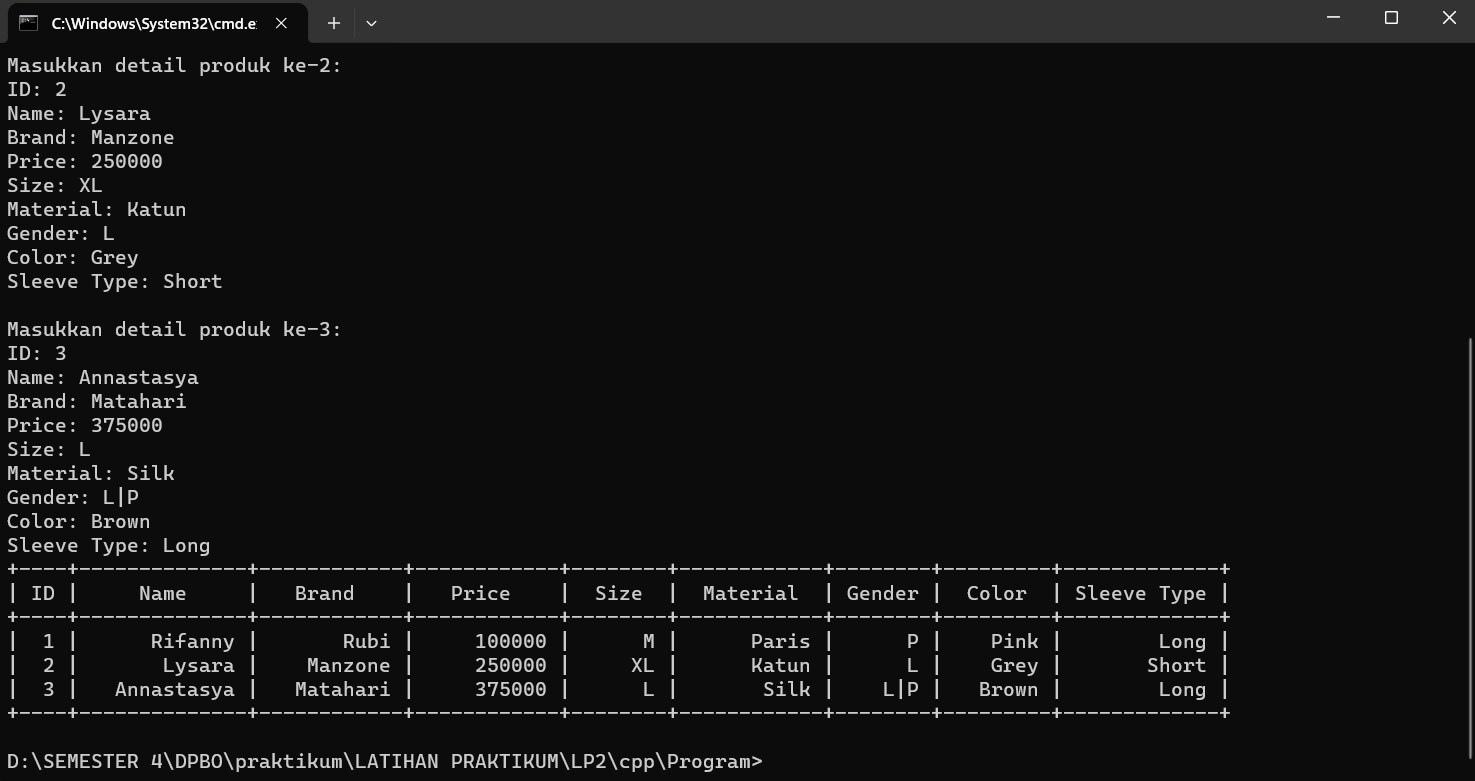 C:\Windows\System32\cmd.e
Masukkan detail produk ke-2:
ID: 2
Name: Lysara
Brand: Manzone
Price: 250000
Size: XL
Material: Katun
Gender: L
Color: Grey
Sleeve Type: Short

Masukkan detail produk ke-3:
ID: 3
Name: Annastasya
Brand: Matahari
Price: 375000
Size: L
Material: Silk
Gender: L|P
Color: Brown
Sleeve Type: Long
+----+--------------+------------+------------+--------+------------+--------+---------+-------------+
| ID |     Name     |   Brand    |   Price    |  Size  |  Material  | Gender |  Color  | Sleeve Type |
+----+--------------+------------+------------+--------+------------+--------+---------+-------------+
|  1 |      Rifanny |       Rubi |     100000 |      M |      Paris |      P |    Pink |        Long |
|  2 |       Lysara |    Manzone |     250000 |     XL |      Katun |      L |    Grey |       Short |
|  3 |   Annastasya |   Matahari |     375000 |      L |       Silk |    L|P |   Brown |        Long |
+----+--------------+------------+------------+--------+------------+--------+---------+-------------+

D:\SEMESTER 4\DPBO\praktikum\LATIHAN PRAKTIKUM\LP2\cpp\Program>